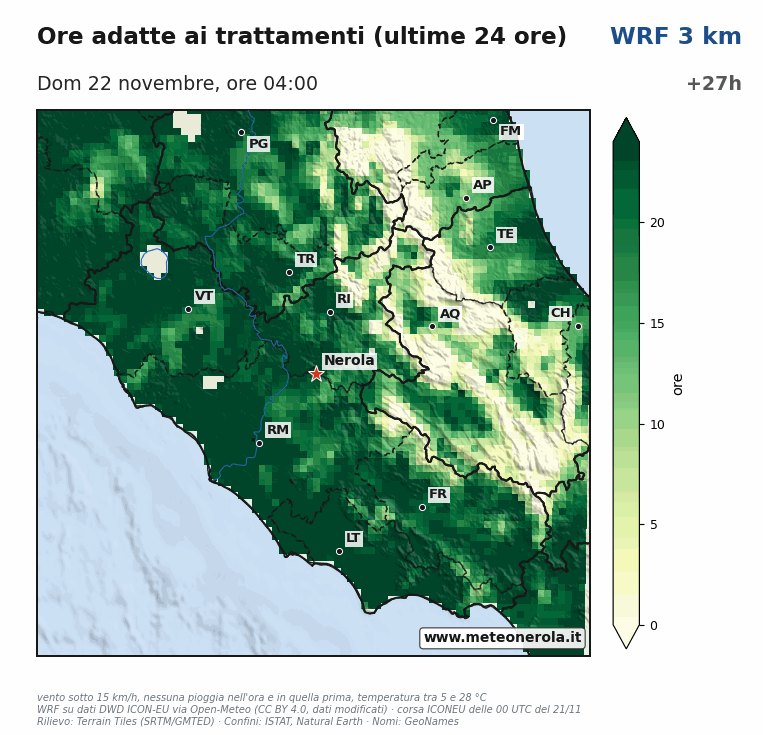 Ore adatte ai trattamenti (ultime 24 ore) WRF 3 km
Dom 22 novembre, ore 04:00 +27h
FM
PG
AP
TE
TR
VT
RI
AQ
CH
Nerola
RM
FR
LT
www.meteonerola.it
20
15
10
5
0
ore
vento sotto 15 km/h, nessuna pioggia nell'ora e in quella prima, temperatura tra 5 e 28 °C
WRF su dati DWD ICON-EU via Open-Meteo (CC BY 4.0, dati modificati) · corsa ICONEU delle 00 UTC del 21/11
Rilievo: Terrain Tiles (SRTM/GMTED) · Confini: ISTAT, Natural Earth · Nomi: GeoNames